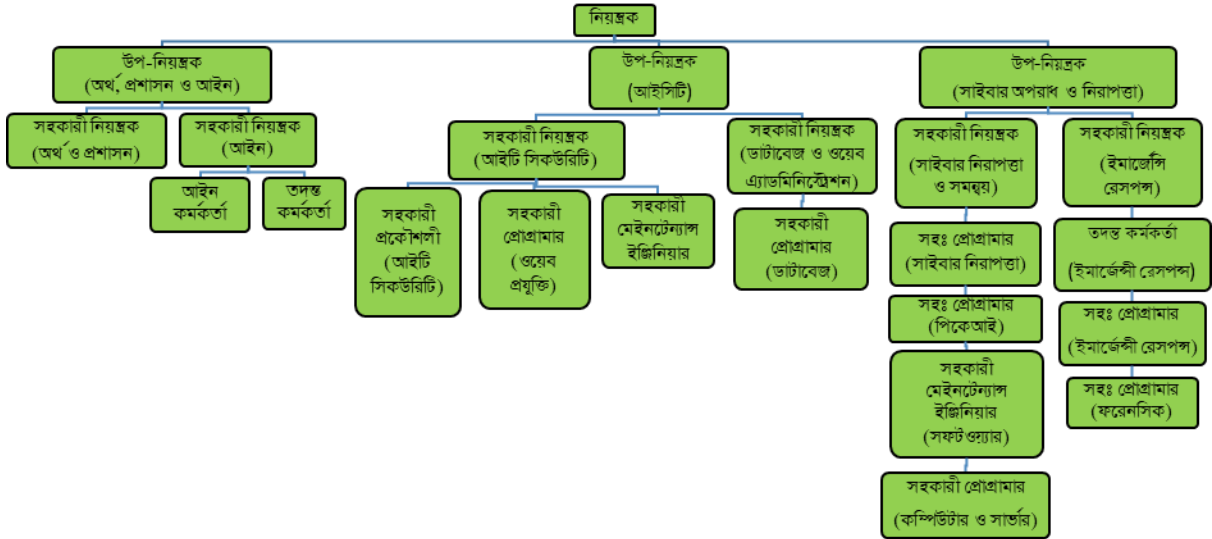 নিয়ন্ত্রক
উপ-নিয়ন্ত্রক
(অর্থ, প্রশাসন ও আইন)
সহকারী নিয়ন্ত্রক
(অর্থ ও প্রশাসন)
সহকারী নিয়ন্ত্রক
(আইন)
আইন
কর্মকর্তা
তদন্ত
কর্মকর্তা
উপ-নিয়ন্ত্রক
(আইসিটি)
সহকারী নিয়ন্ত্রক
(আইটি সিকউরিটি)
সহকারী
প্রকৌশলী
(আইটি
সিকউরিটি)
সহকারী
প্রোগ্রামার
(ওয়েব
প্রযুক্তি)
সহকারী
মেইনটেন্যান্স
ইঞ্জিনিয়ার
সহকারী নিয়ন্ত্রক
(ডাটাবেজ ও ওয়েব
এ্যাডমিনিস্ট্রেশন)
সহকারী
প্রোগ্রামার
(ডাটাবেজ)
উপ-নিয়ন্ত্রক
(সাইবার অপরাধ ও নিরাপত্তা)
সহকারী নিয়ন্ত্রক
(সাইবার নিরাপত্তা
ও সমন্বয়)
সহঃ প্রোগ্রামার
(সাইবার নিরাপত্তা)
সহঃ প্রোগ্রামার
(পিকেআই)
সহকারী
মেইনটেন্যান্স
ইঞ্জিনিয়ার
(সফটওয়্যার)
সহকারী প্রোগ্রামার
(কম্পিউটার ও সার্ভার)
সহকারী নিয়ন্ত্রক
(ইমার্জেন্সি
রেসপন্স)
তদন্ত কর্মকর্তা
(ইমার্জেন্সী রেসপন্স)
সহঃ প্রোগ্রামার
(ইমার্জেন্সী রেসপন্স)
সহঃ প্রোগ্রামার
(ফরেনসিক)